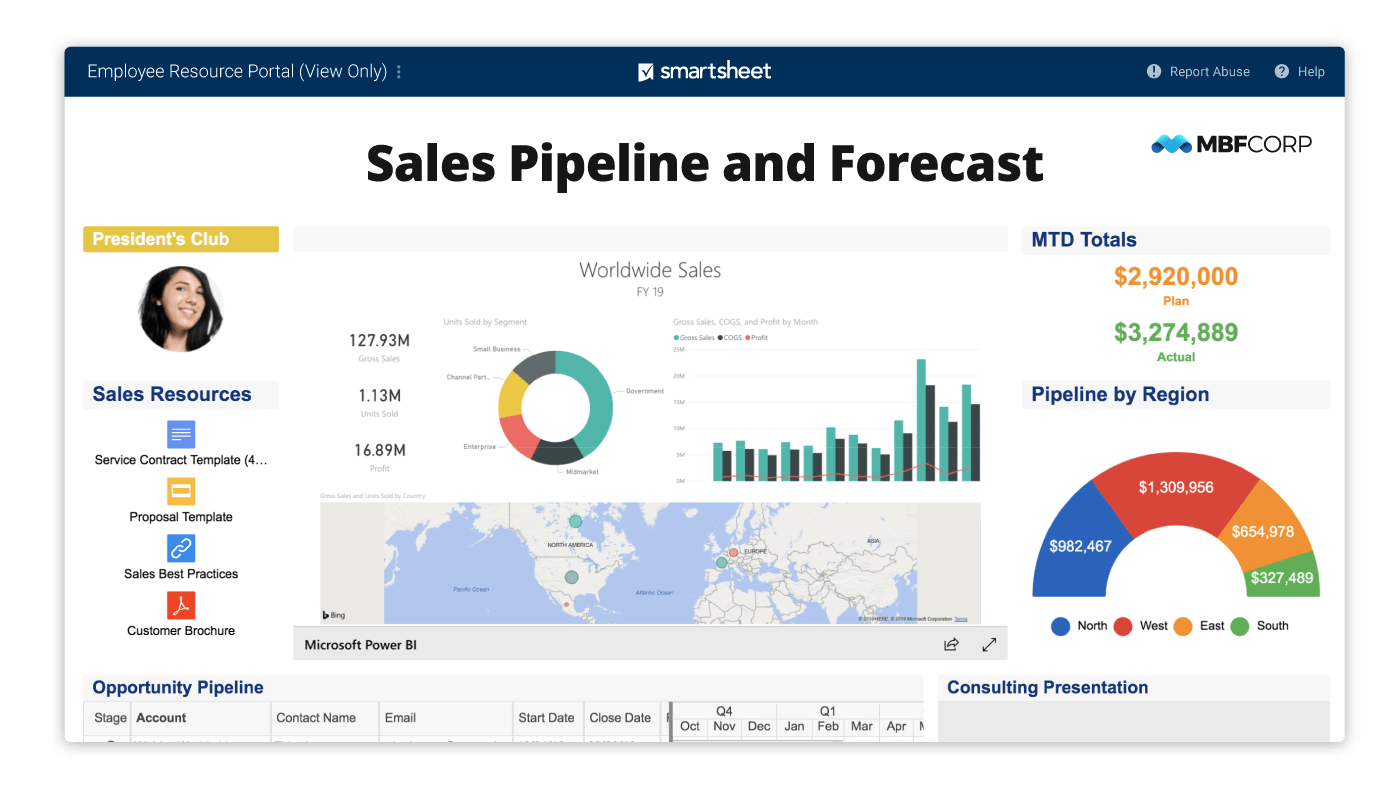 Employee Resource Portal (View Only)
smartsheet
Report Abuse
Help
Sales Pipeline and Forecast
MBFCORP
President's Club
Sales Resources
Service Contract Template (4…
Proposal Template
Sales Best Practices
Customer Brochure
Worldwide Sales
FY 19
127.93M
Gross Sales
1.13M
Units Sold
16.89M
Profit
Units Sold by Segment
Small Business
Channel Part…
Government
Enterprise
Midmarket
Gross Sales, COGS, and Profit by Month
Gross Sales COGS Profit
25M
20M
15M
10M
5M
0M
Gross Sales and Units Sold by Country
NORTH AMERICA
EUROPE
ASIA
Pacific Ocean
Atlantic Ocean
Bing
© 2019 HERE, © 2019 Microsoft Corporation Terms
Microsoft Power BI
MTD Totals
$2,920,000
Plan
$3,274,889
Actual
Pipeline by Region
$1,309,956
$654,978
$982,467
$327,489
North West East South
Opportunity Pipeline
Stage Account Contact Name Email Start Date Close Date
Q4 Q1
Oct Nov Dec Jan Feb Mar Apr
Consulting Presentation